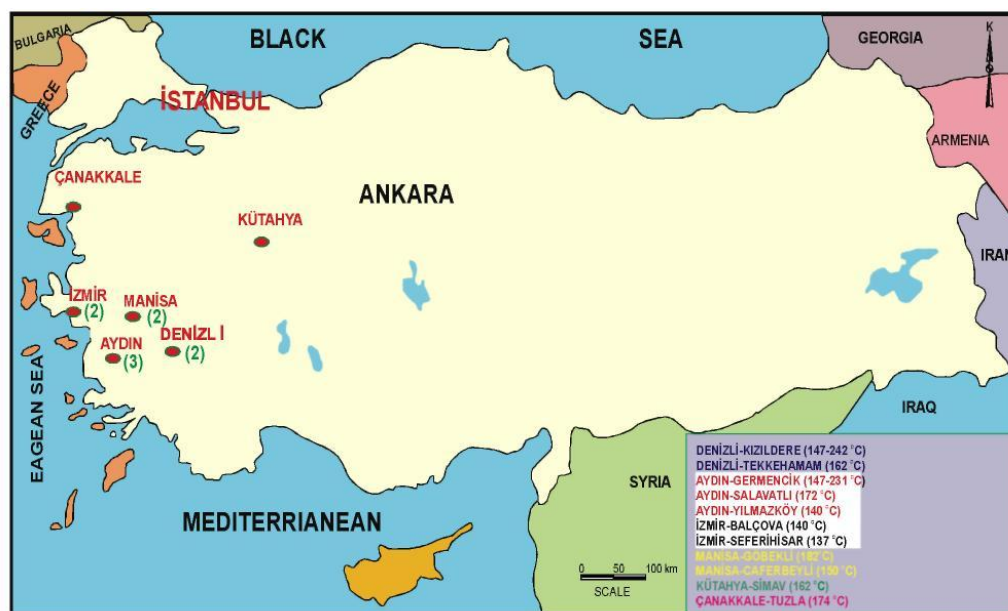 BULGARIA
BLACK
SEA
GEORGIA
K
GREECE
İSTANBUL
ARMENIA
ÇANAKKALE
ANKARA
KÜTAHYA
IRAN
İZMİR
(2)
MANİSA
(2)
AYDIN
(3)
DENİZL İ
(2)
EAGEAN SEA
IRAQ
SYRIA
MEDITERRIANEAN
0 50 100 km
SCALE
DENİZLİ-KIZILDERE (147-242 °C)
DENİZLİ-TEKKEHAMAM (162 °C)
AYDIN-GERMENCİK (147-231 °C)
AYDIN-SALAVATLI (172 °C)
AYDIN-YILMAZKÖY (140 °C)
İZMİR-BALÇOVA (140 °C)
İZMİR-SEFERİHİSAR (137 °C)
MANİSA-GÖBEKLİ (182°C)
MANİSA-CAFERBEYLİ (150 °C)
KÜTAHYA-SİMAV (162 °C)
ÇANAKKALE-TUZLA (174 °C)